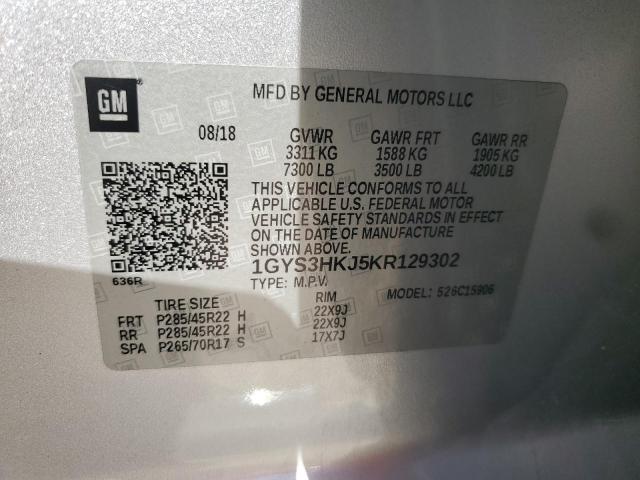 GM
MFD BY GENERAL MOTORS LLC
08/18 GVWR GAWR FRT GAWR RR
3311 KG 1588 KG 1905 KG
7300 LB 3500 LB 4200 LB
THIS VEHICLE CONFORMS TO ALL
APPLICABLE U.S. FEDERAL MOTOR
VEHICLE SAFETY STANDARDS IN EFFECT
ON THE DATE OF MANUFACTURE
SHOWN ABOVE.
1GYS3HKJ5KR129302
636R TYPE: M.P.V. MODEL: 526C15906
TIRE SIZE RIM
FRT P285/45R22 H 22X9J
RR P285/45R22 H 22X9J
SPA P265/70R17 S 17X7J